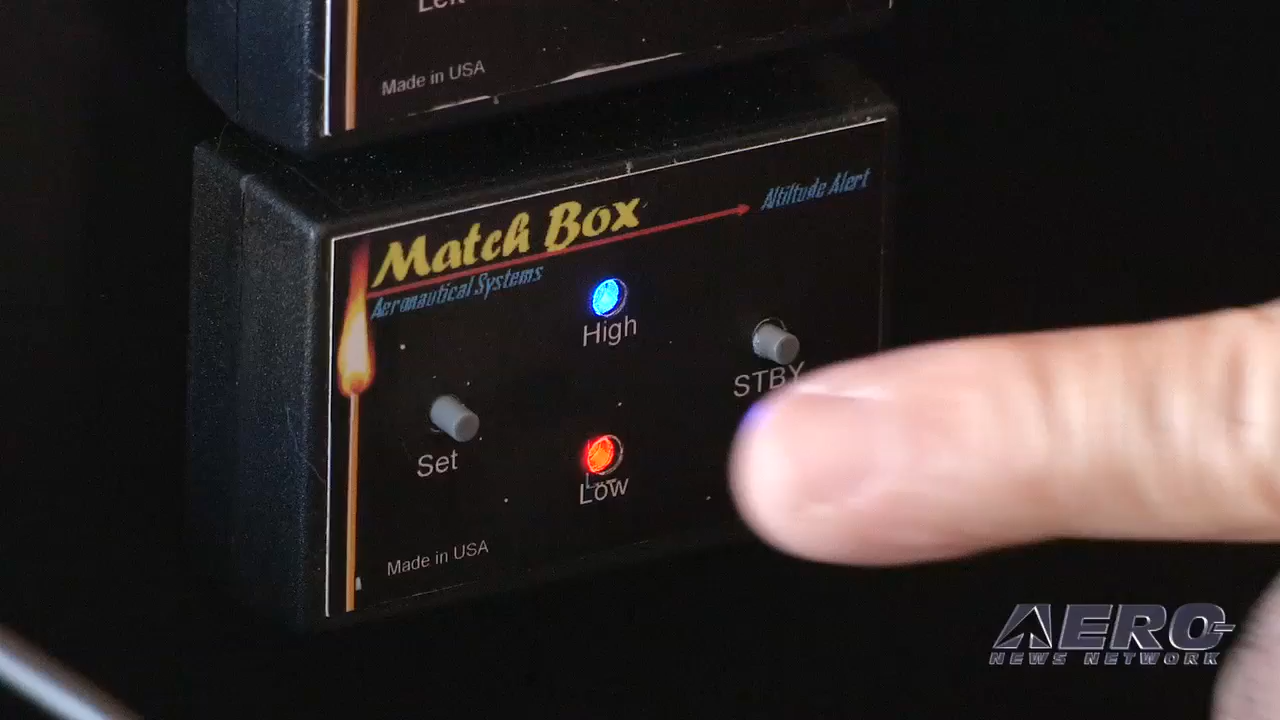 Left
Made in USA
Match Box
Altitude Alert
Aeronautical Systems
High
STBY
Set
Low
Made in USA
AERO
NEWS NETWORK